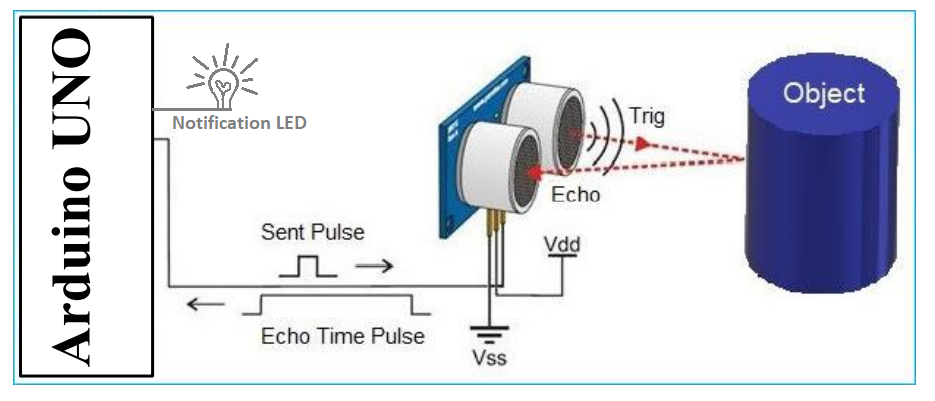 Arduino UNO
Notification LED
Trig
Echo
Object
Sent Pulse
Echo Time Pulse
Vdd
Vss